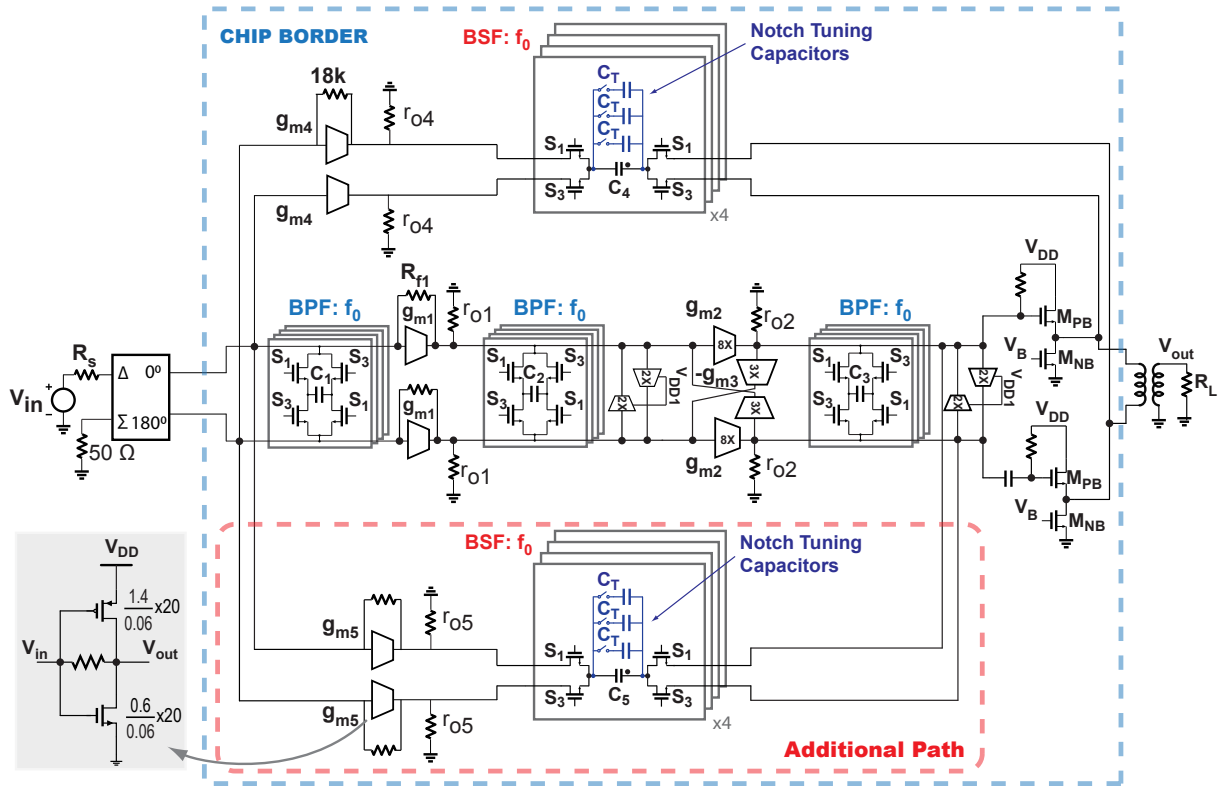 CHIP BORDER
BSF: f0
Notch Tuning
Capacitors
18k
gm4
ro4
CT
CT
CT
S1
S1
S3
C4
S3
x4
gm4
ro4
VDD
MPB
VB
MNB
Vout
RL
Rf1
BPF: f0
gm1
ro1
BPF: f0
gm2
ro2
BPF: f0
Rs
Vin
+
-
Δ 0º
Σ 180º
50 Ω
S1
S3
C1
S3
S1
gm1
ro1
S1
S3
C2
S3
S1
2X
2X
VDD1
8X
-gm3
3X
3X
8X
gm2
ro2
S1
S3
C3
S3
S1
2X
2X
VDD1
VDD
MPB
VB
MNB
BSF: f0
Notch Tuning
Capacitors
gm5
ro5
CT
CT
CT
S1
S1
S3
C5
S3
x4
gm5
ro5
Additional Path
VDD
1.4
0.06
x20
Vin
Vout
0.6
0.06
x20